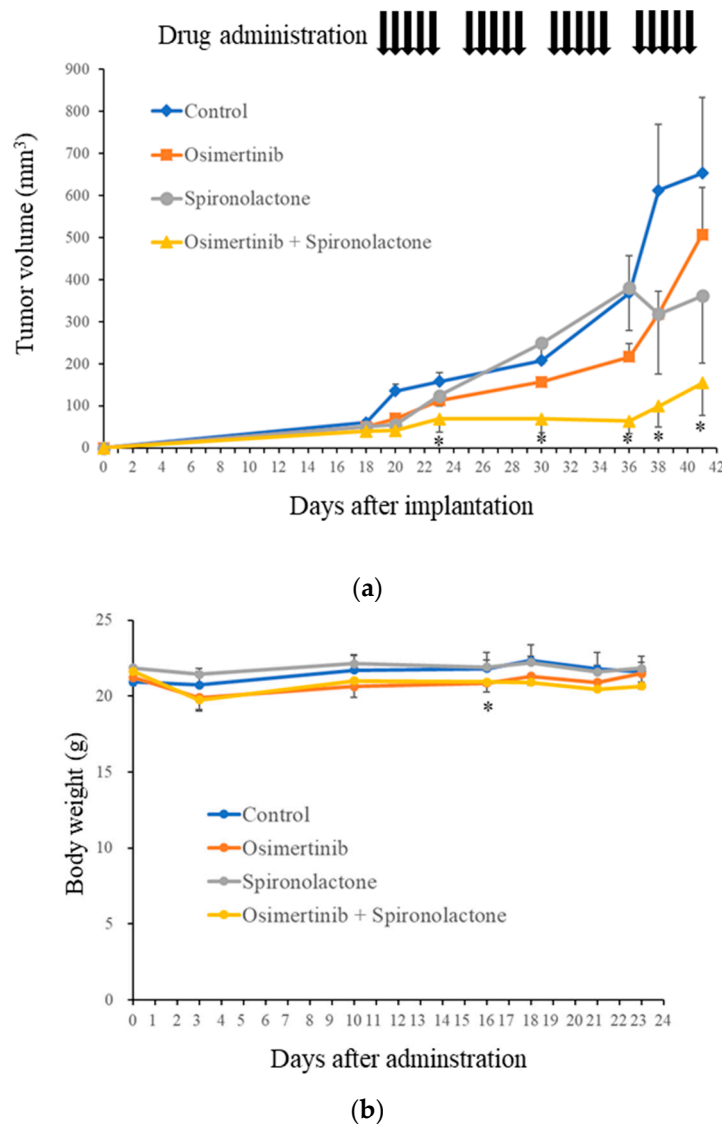 Drug administration
900
800
700
600
500
400
300
200
100
0
Tumor volume (mm³)
Control
Osimertinib
Spironolactone
Osimertinib + Spironolactone
* * * * *
0 2 4 6 8 10 12 14 16 18 20 22 24 26 28 30 32 34 36 38 40 42
Days after implantation
(a)
25
20
15
10
5
0
Body weight (g)
*
Control
Osimertinib
Spironolactone
Osimertinib + Spironolactone
0 1 2 3 4 5 6 7 8 9 10 11 12 13 14 15 16 17 18 19 20 21 22 23 24
Days after adminstration
(b)